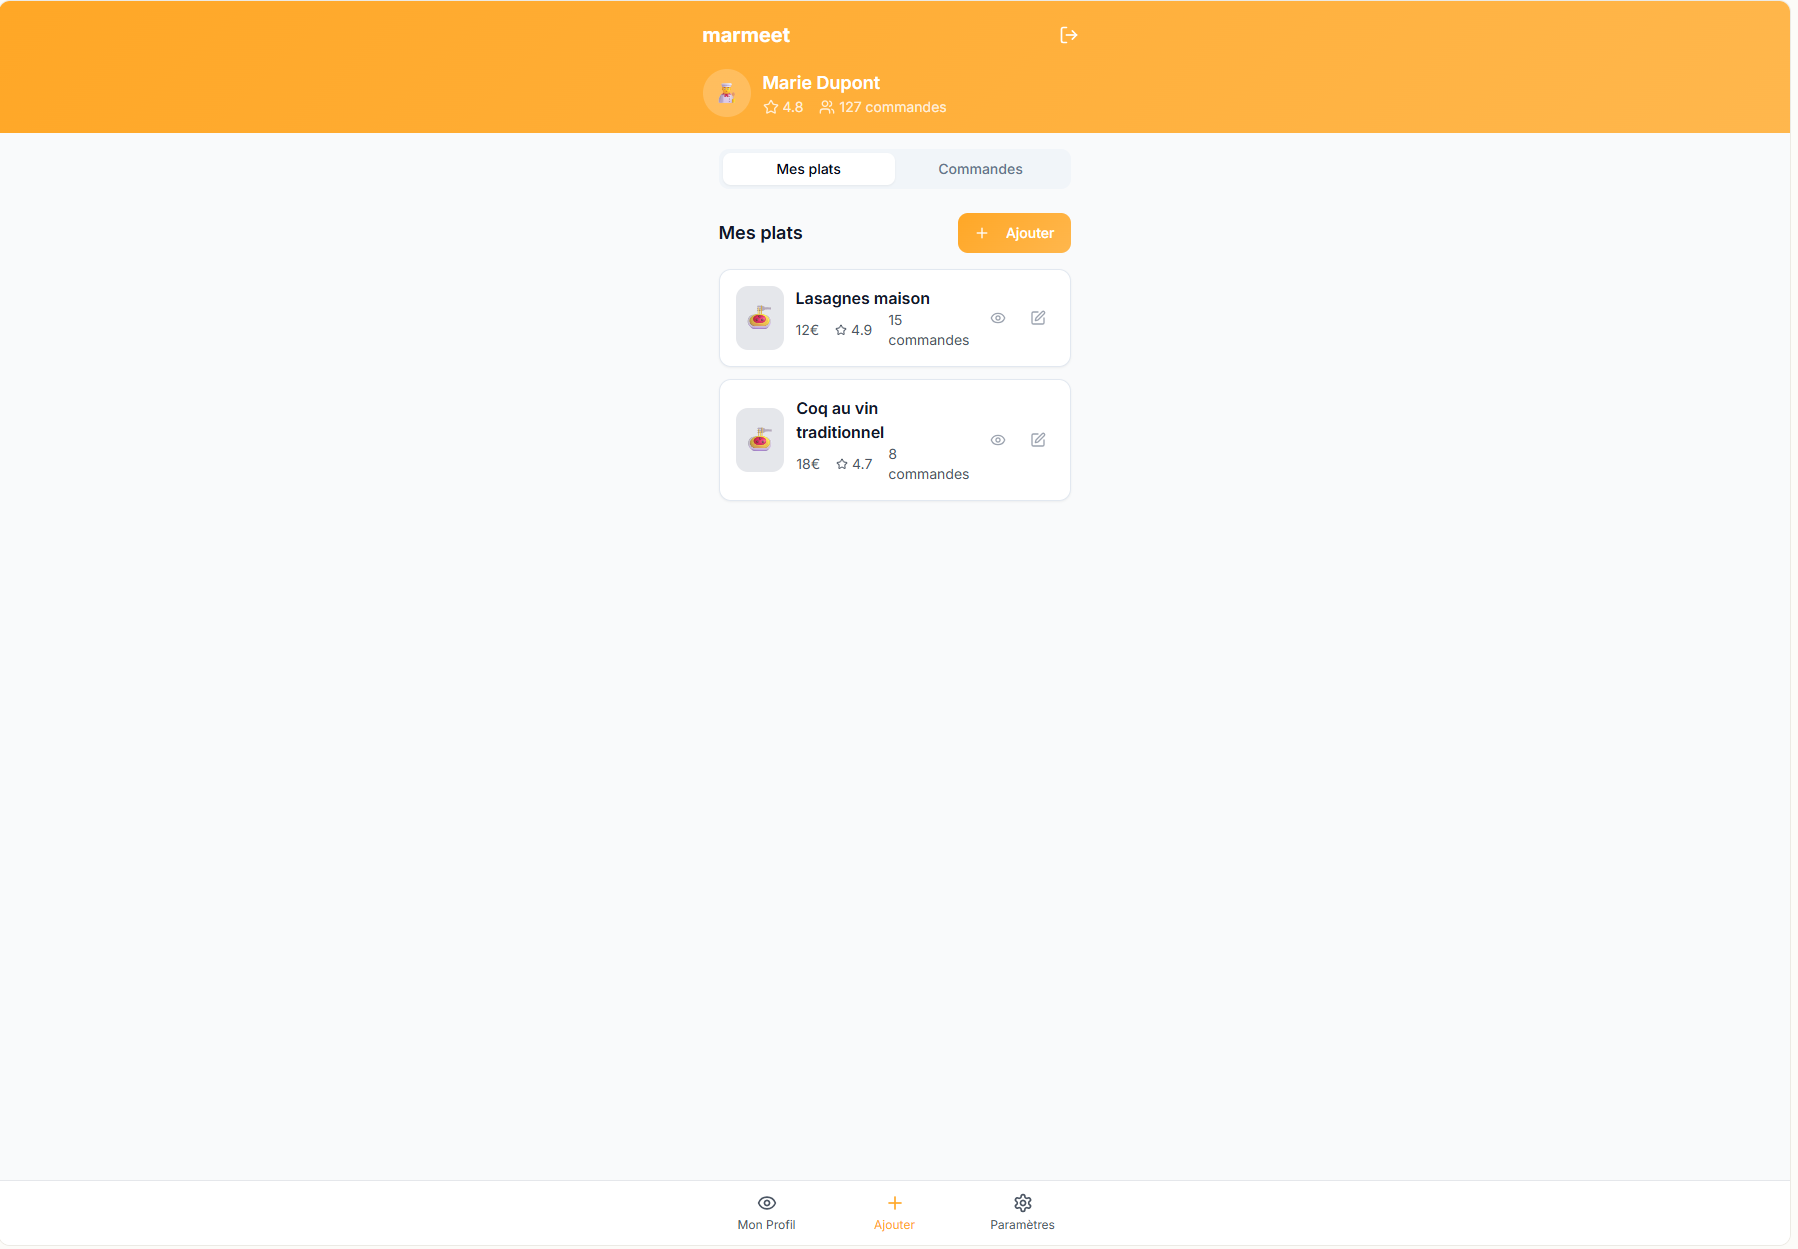 marmeet
Marie Dupont
4.8 127 commandes
Mes plats Commandes
Mes plats Ajouter
Lasagnes maison
12€ 4.9 15 commandes
Coq au vin
traditionnel
18€ 4.7 8 commandes
Mon Profil Ajouter Paramètres